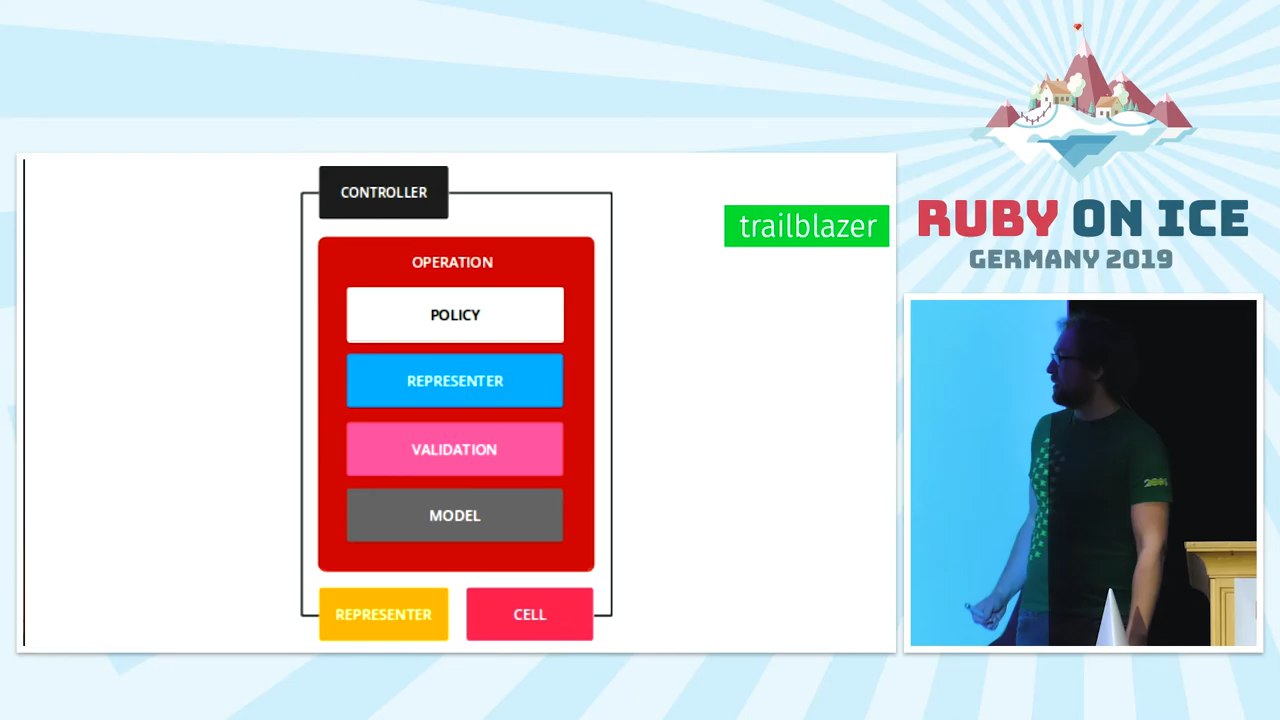 CONTROLLER
OPERATION
POLICY
REPRESENTER
VALIDATION
MODEL
REPRESENTER
CELL
trailblazer
RUBY ON ICE
GERMANY 2019